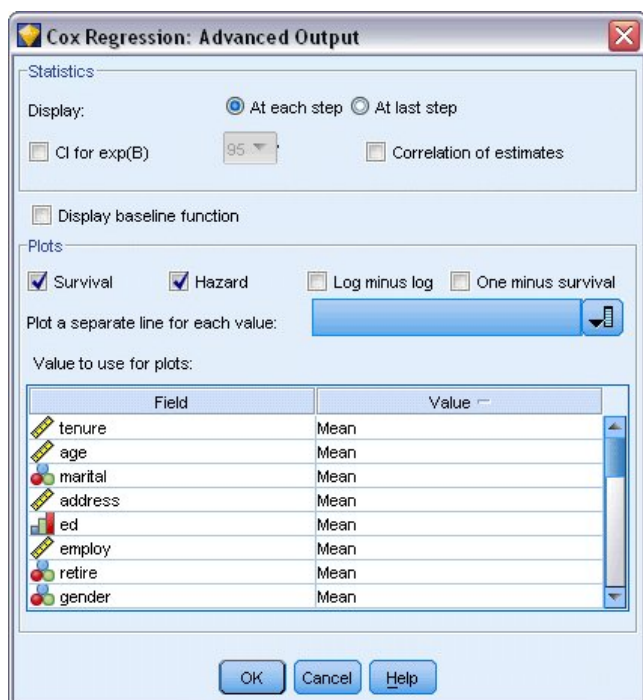 Cox Regression: Advanced Output
Statistics
Display: At each step At last step
CI for exp(B) 95 Correlation of estimates
Display baseline function
Plots
Survival Hazard Log minus log One minus survival
Plot a separate line for each value:
Value to use for plots:
Field Value
tenure Mean
age Mean
marital Mean
address Mean
ed Mean
employ Mean
retire Mean
gender Mean
OK Cancel Help